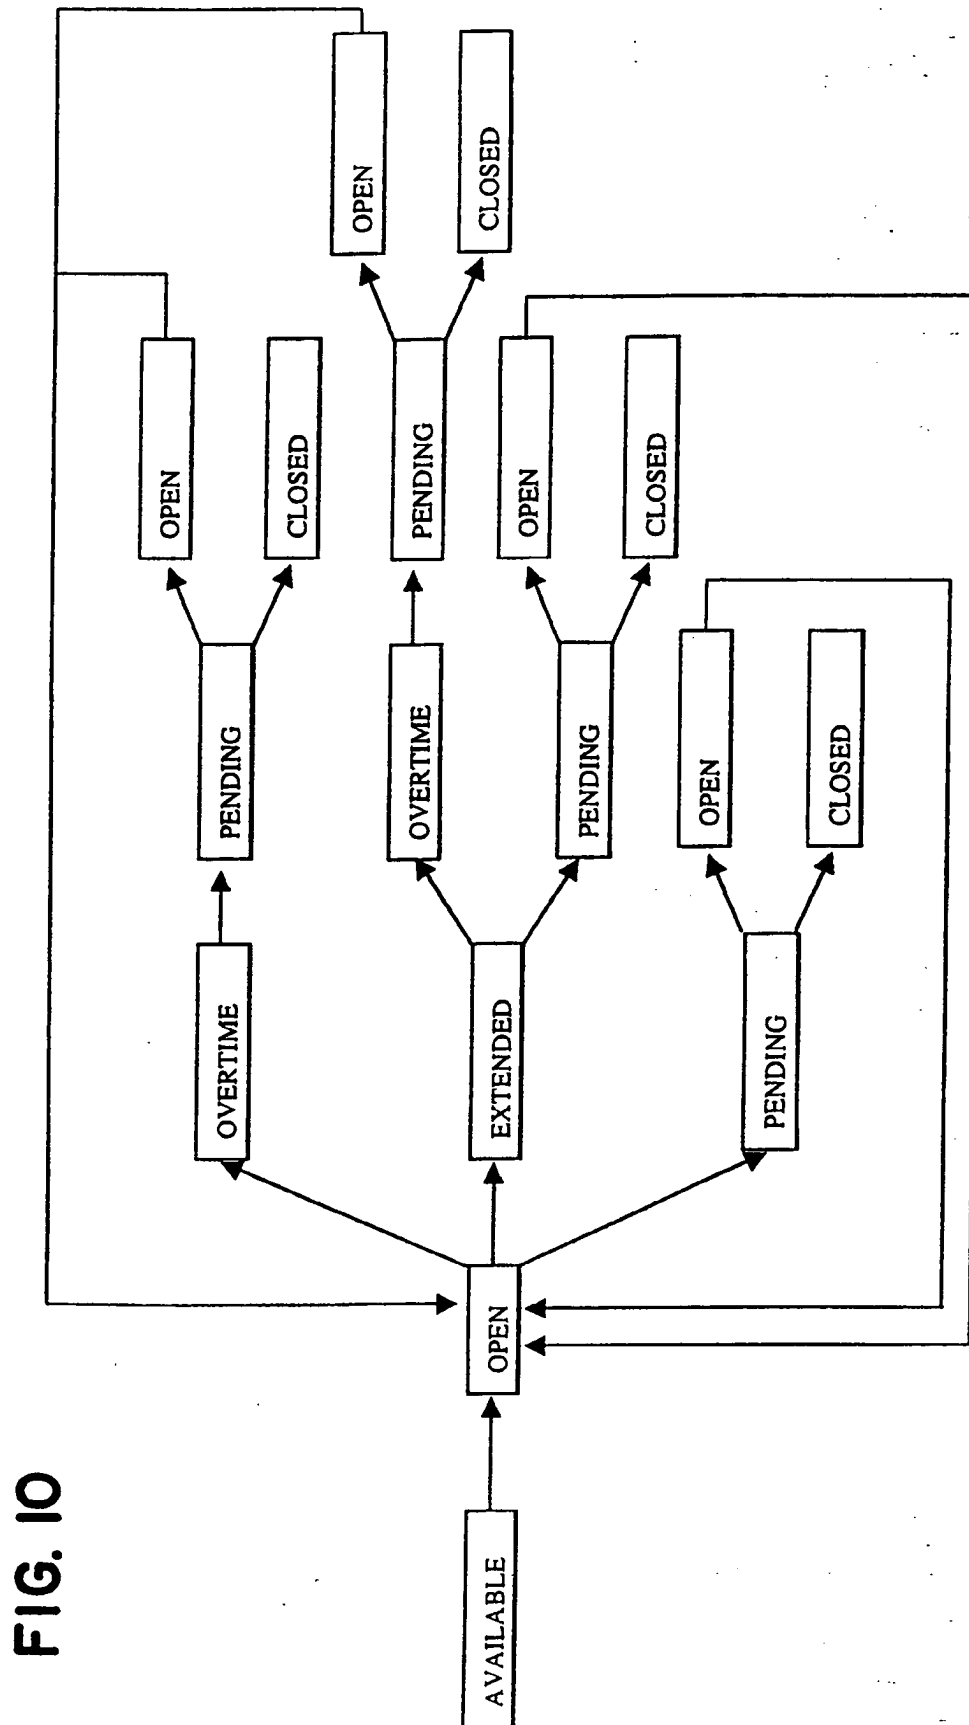 FIG. 10
AVAILABLE
OPEN
OVERTIME
EXTENDED
PENDING
PENDING
OVERTIME
PENDING
OPEN
CLOSED
OPEN
CLOSED
PENDING
OPEN
CLOSED
OPEN
CLOSED